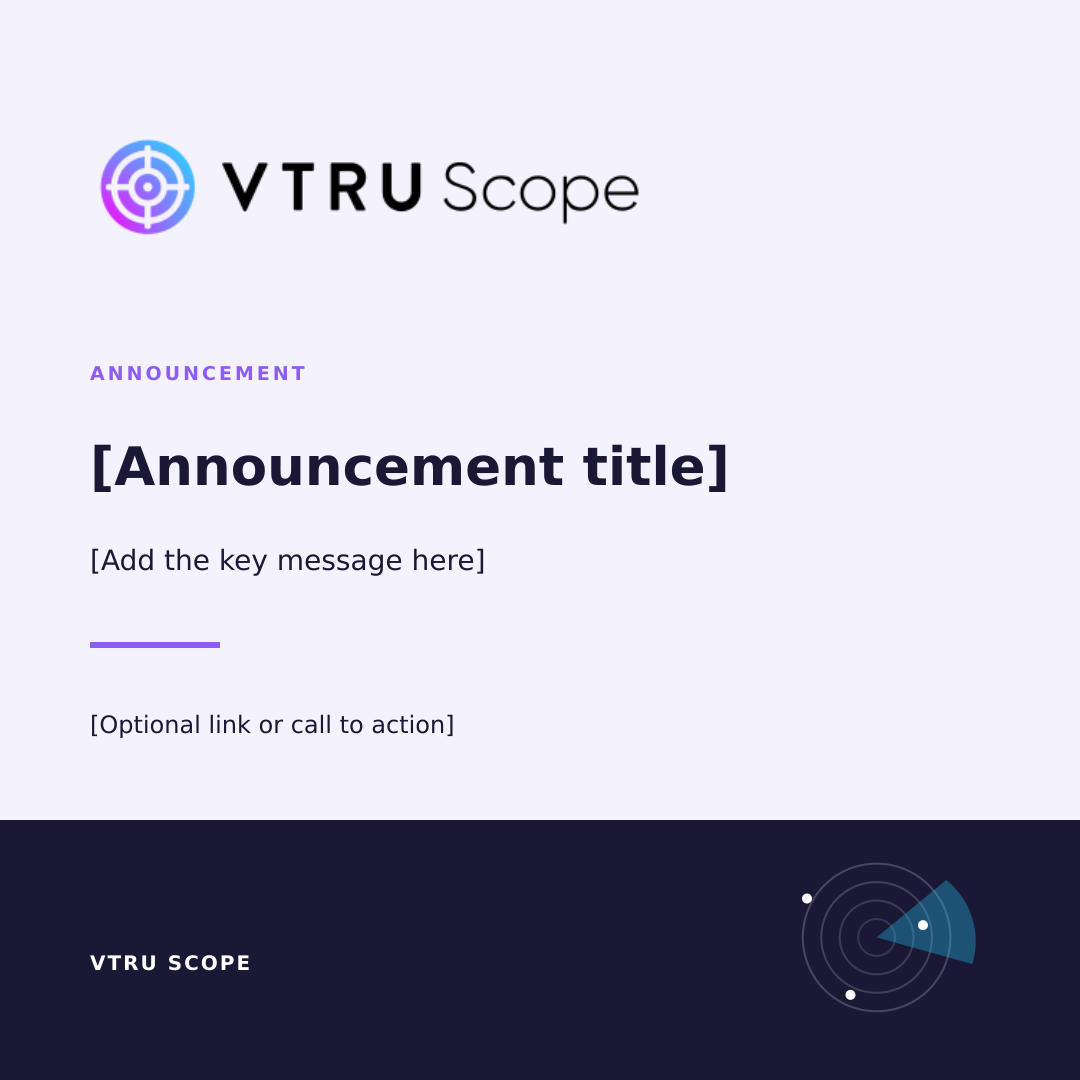 VTRU Scope
ANNOUNCEMENT
[Announcement title]
[Add the key message here]
[Optional link or call to action]
VTRU SCOPE